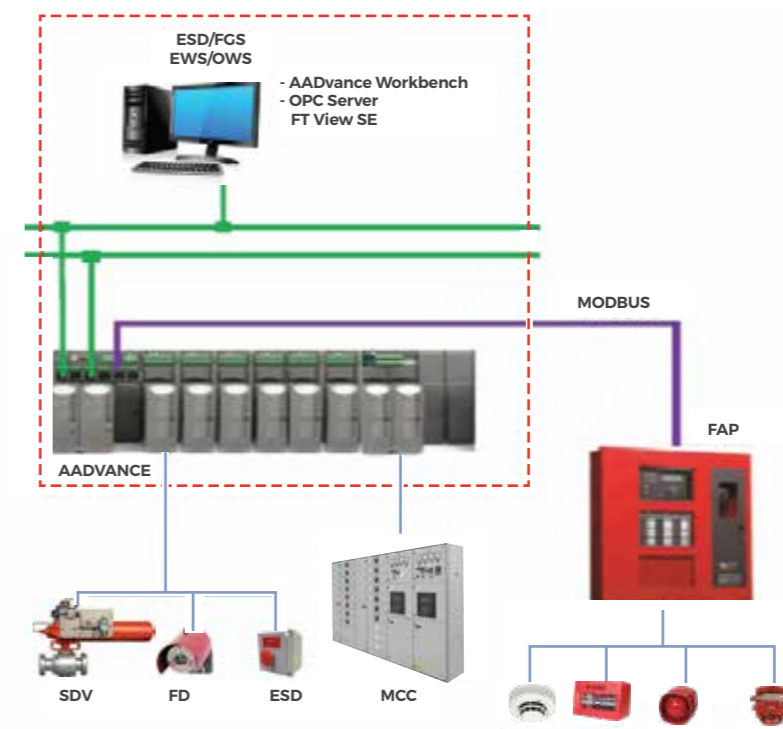 ESD/FGS
EWS/OWS
- AADvance Workbench
- OPC Server
FT View SE
MODBUS
FAP
AADVANCE
SDV
FD
ESD
MCC